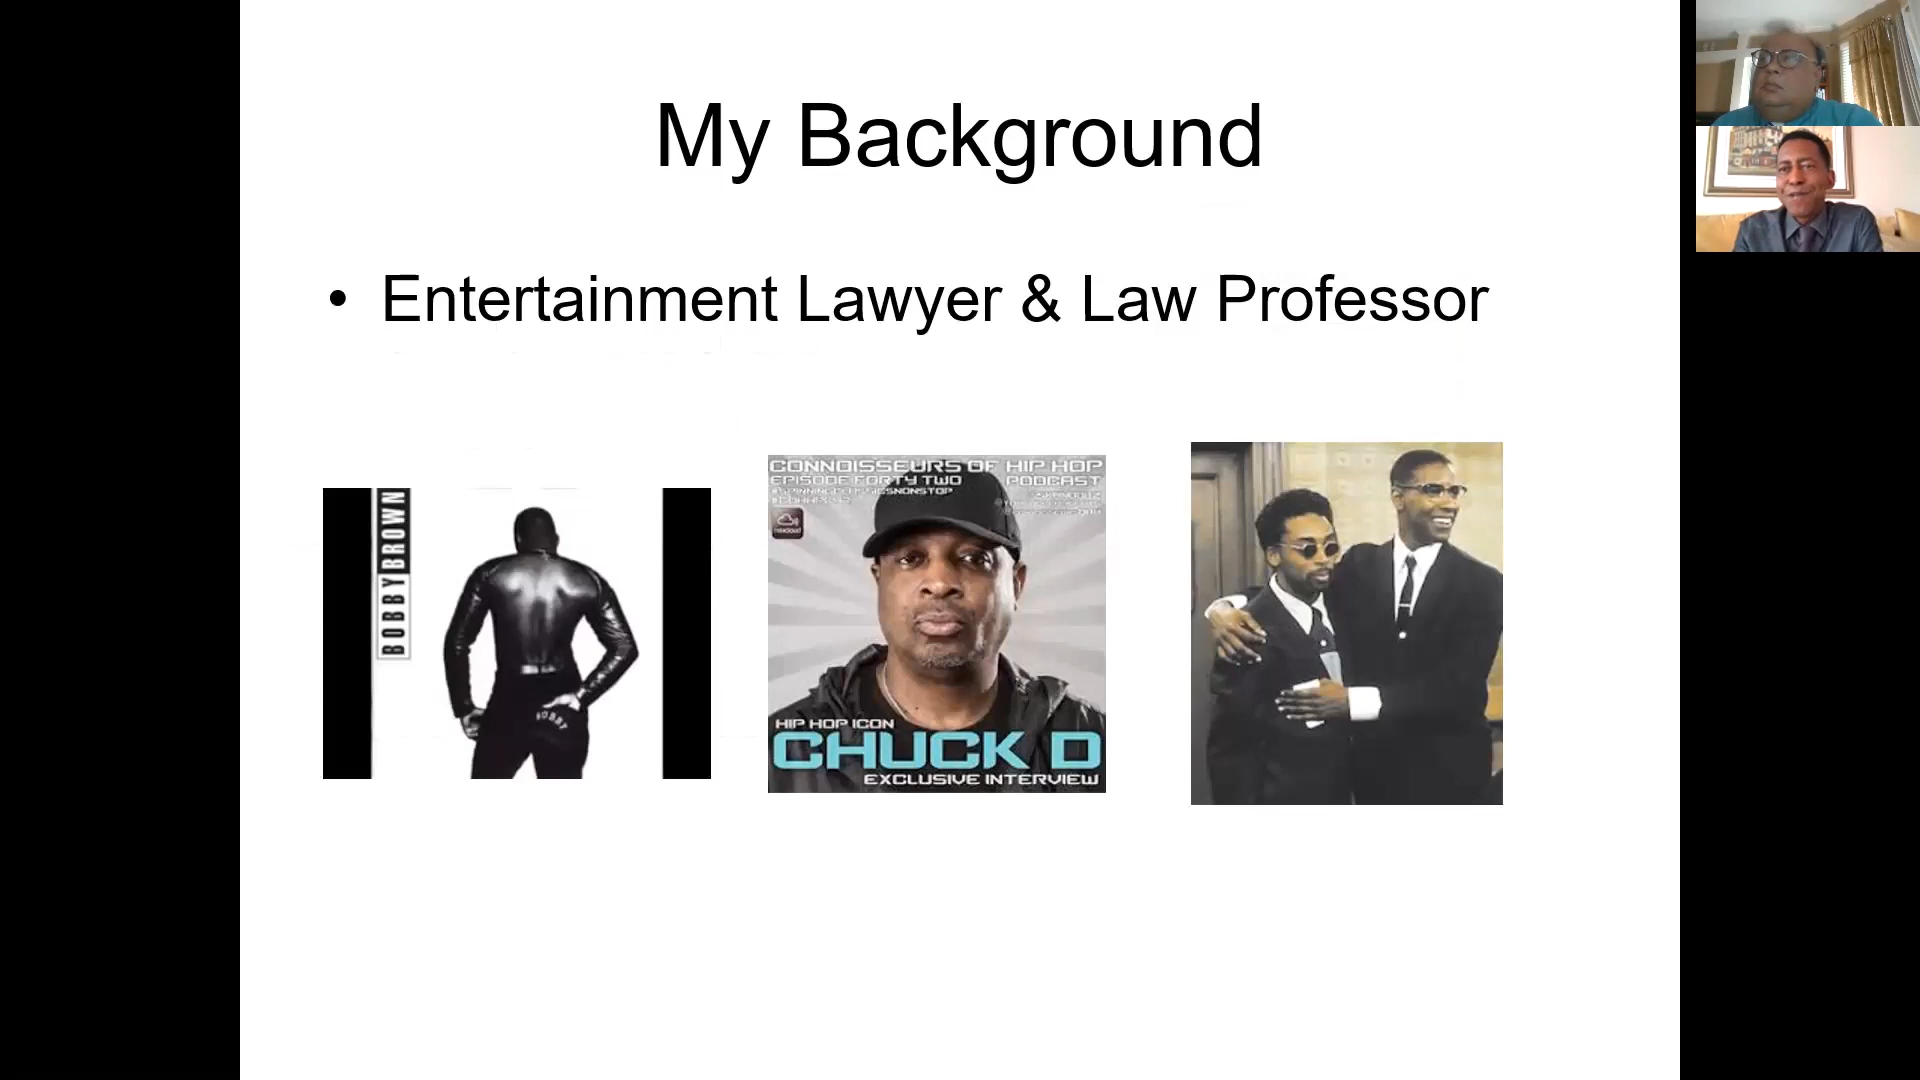 My Background
• Entertainment Lawyer & Law Professor
BOBBY BROWN
BOBBY
CONNOISSEURS OF HIP HOP
EPISODE FORTY TWO PODCAST
mixcloud
HIP HOP ICON
CHUCK D
EXCLUSIVE INTERVIEW